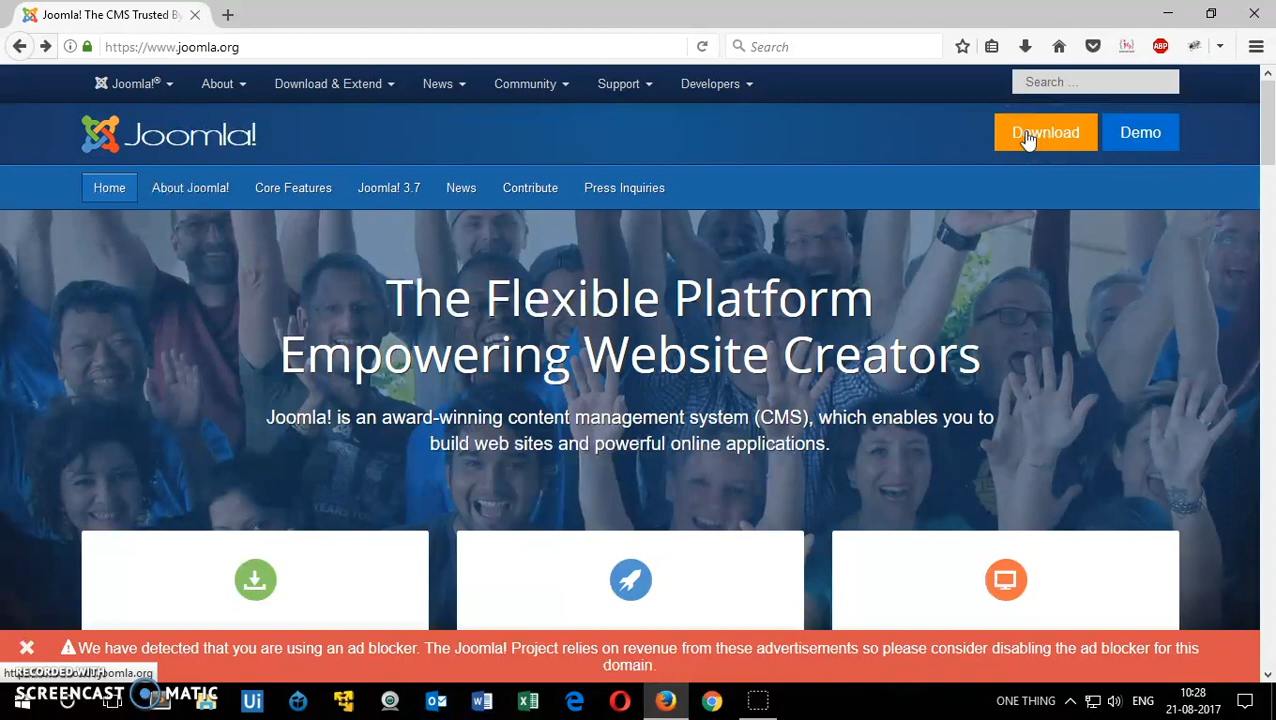 Joomla! The CMS Trusted By
https://www.joomla.org
Search
ABP
Joomla!® About Download & Extend News Community Support Developers
Search ...
Joomla!
Download Demo
Home About Joomla! Core Features Joomla! 3.7 News Contribute Press Inquiries
The Flexible Platform
Empowering Website Creators
Joomla! is an award-winning content management system (CMS), which enables you to
build web sites and powerful online applications.
We have detected that you are using an ad blocker. The Joomla! Project relies on revenue from these advertisements so please consider disabling the ad blocker for this
domain.
RECORDED WITH
SCREENCAST MATIC
Ui
ONE THING
ENG
10:28
21-08-2017